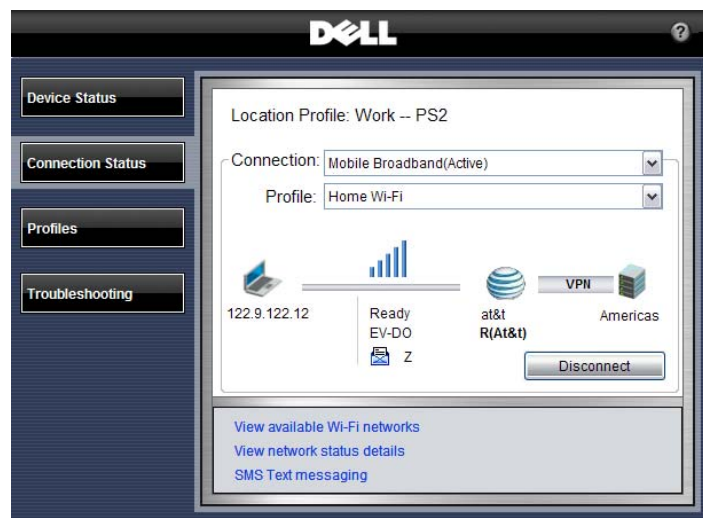 DELL
?
Device Status
Connection Status
Profiles
Troubleshooting
Location Profile: Work -- PS2
Connection: Mobile Broadband(Active)
Profile: Home Wi-Fi
VPN
122.9.122.12
Ready
at&t
Americas
EV-DO
R(At&t)
Z
Disconnect
View available Wi-Fi networks
View network status details
SMS Text messaging